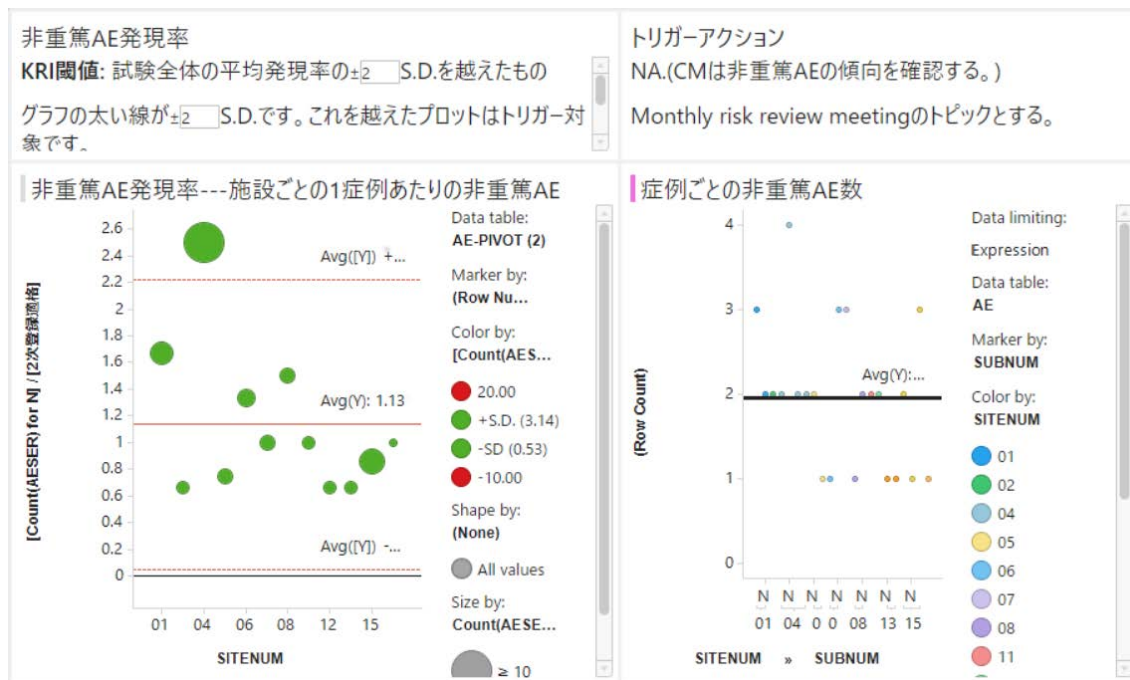 非重篤AE発現率
KRI閾値: 試験全体の平均発現率の±2 S.D.を越えたもの
グラフの太い線が±2 S.D.です。これを越えたプロットはトリガー対
象です。
トリガーアクション
NA.(CMは非重篤AEの傾向を確認する。)
Monthly risk review meetingのトピックとする。
非重篤AE発現率---施設ごとの1症例あたりの非重篤AE
[Count(AESER) for N] / [2次登録適格]
2.6
2.4
2.2
2
1.8
1.6
1.4
1.2
1
0.8
0.6
0.4
0.2
0
Avg([Y]) +...
Avg(Y): 1.13
Avg([Y]) -...
01 04 06 08 12 15
SITENUM
Data table:
AE-PIVOT (2)
Marker by:
(Row Nu...
Color by:
[Count(AES...
20.00
+S.D. (3.14)
-SD (0.53)
-10.00
Shape by:
(None)
All values
Size by:
Count(AESE...
≥ 10
症例ごとの非重篤AE数
(Row Count)
4
3
2
1
0
Avg(Y):...
N N N N N N N
01 04 0 0 08 13 15
SITENUM » SUBNUM
Data limiting:
Expression
Data table:
AE
Marker by:
SUBNUM
Color by:
SITENUM
01
02
04
05
06
07
08
11